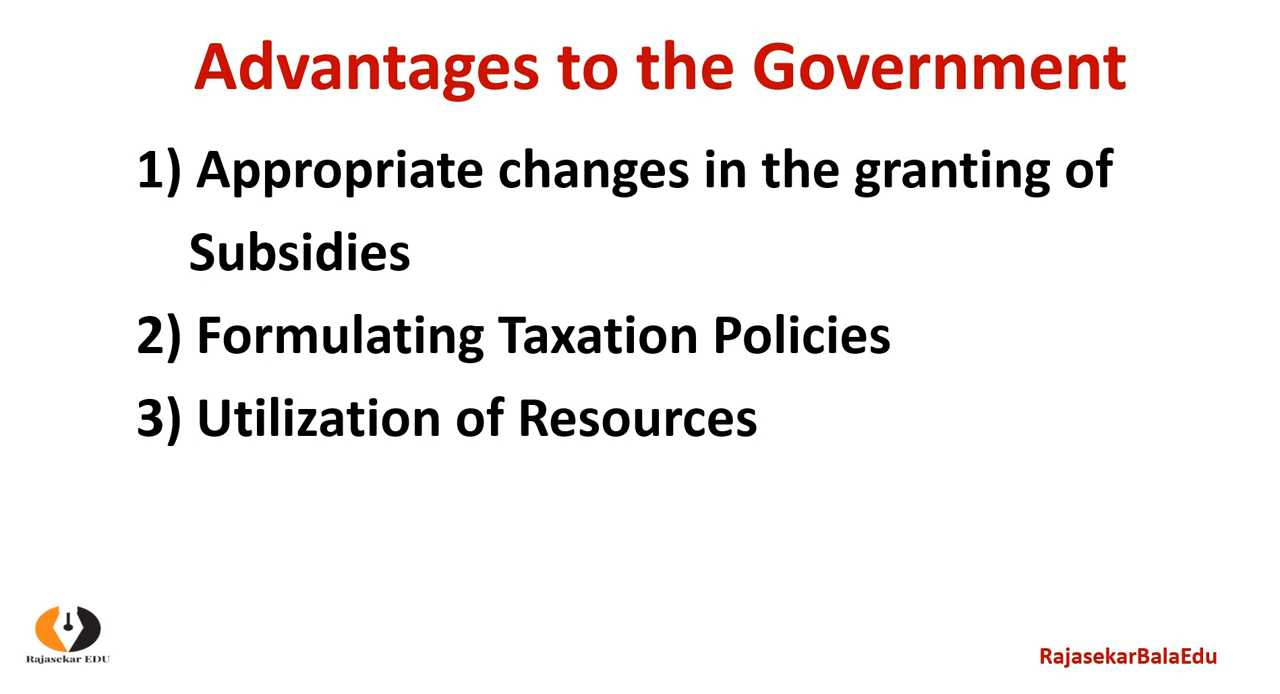 Advantages to the Government
1) Appropriate changes in the granting of
Subsidies
2) Formulating Taxation Policies
3) Utilization of Resources
Rajasekar EDU
RajasekarBalaEdu